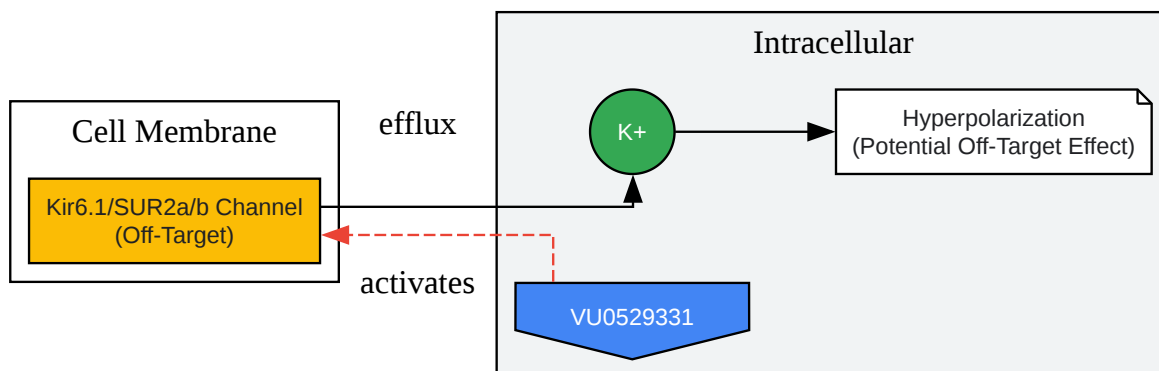 Intracellular
Cell Membrane
efflux
K+
Hyperpolarization
(Potential Off-Target Effect)
Kir6.1/SUR2a/b Channel
(Off-Target)
activates
VU0529331